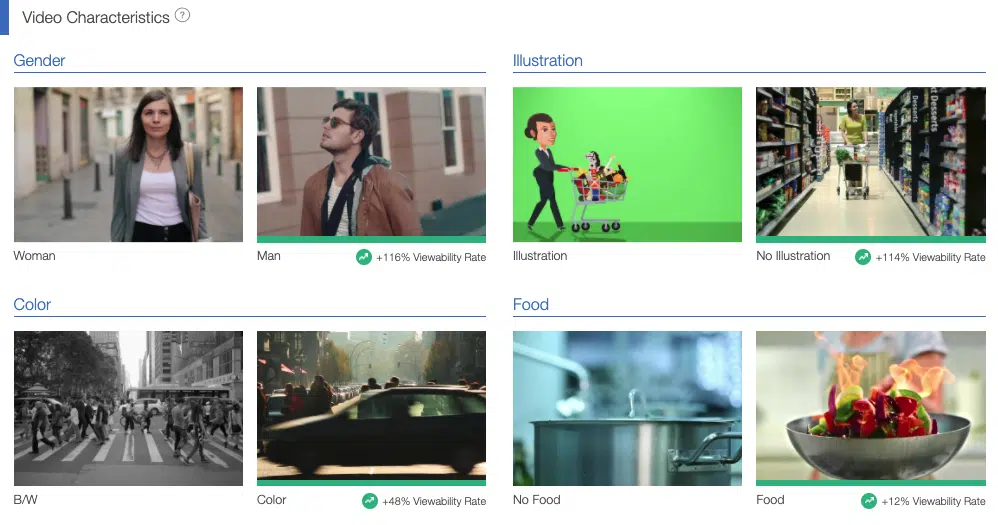 Video Characteristics ?
Gender
Illustration
Woman
Man
+116% Viewability Rate
Illustration
No Illustration
+114% Viewability Rate
Desserts
Color
Food
B/W
Color
+48% Viewability Rate
No Food
Food
+12% Viewability Rate